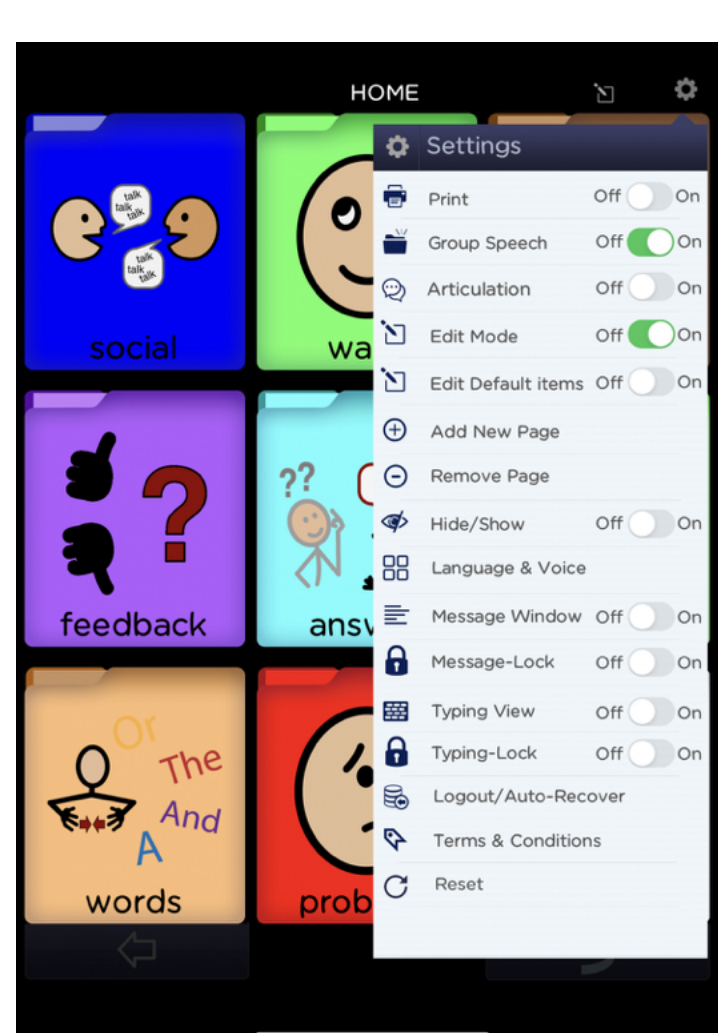 HOME
talk
talk
talk
talk
talk
talk
social
wa
feedback
??
answ
Or
The
And
A
words
prob
Settings
Print Off On
Group Speech Off On
Articulation Off On
Edit Mode Off On
Edit Default items Off On
Add New Page
Remove Page
Hide/Show Off On
Language & Voice
Message Window Off On
Message-Lock Off On
Typing View Off On
Typing-Lock Off On
Logout/Auto-Recover
Terms & Conditions
Reset